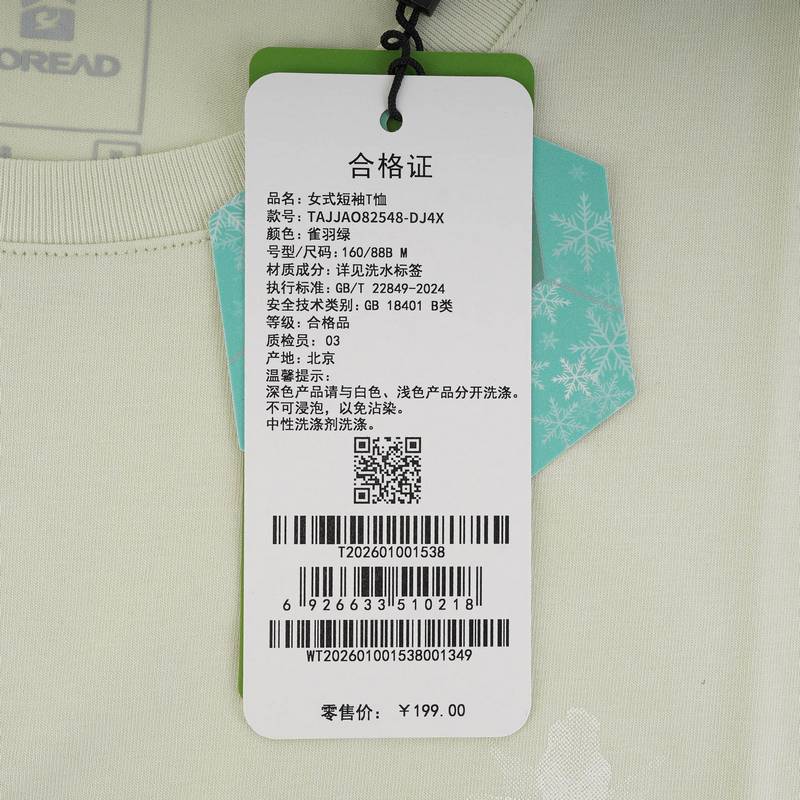 OREAD
合格证
品名: 女式短袖T恤
款号: TAJJAO82548-DJ4X
颜色: 雀羽绿
号型/尺码: 160/88B M
材质成分: 详见洗水标签
执行标准: GB/T 22849-2024
安全技术类别: GB 18401 B类
等级: 合格品
质检员: 03
产地: 北京
温馨提示:
深色产品请与白色、浅色产品分开洗涤。
不可浸泡，以免沾染。
中性洗涤剂洗涤。
T202601001538
6 926633 510218
WT202601001538001349
零售价: ￥199.00